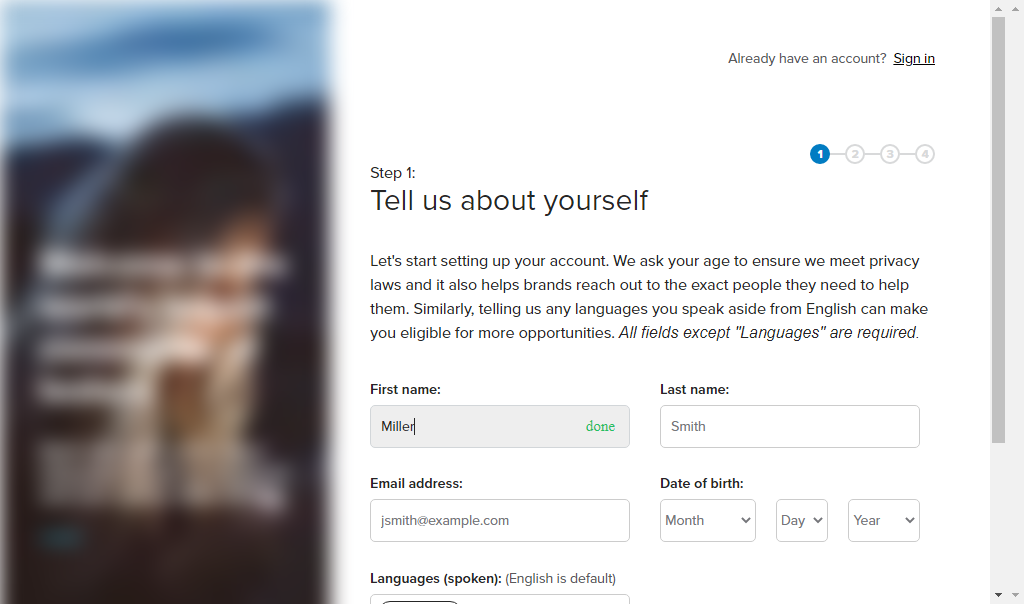 Already have an account? Sign in
1 2 3 4
Step 1:
Tell us about yourself
Let's start setting up your account. We ask your age to ensure we meet privacy
laws and it also helps brands reach out to the exact people they need to help
them. Similarly, telling us any languages you speak aside from English can make
you eligible for more opportunities. All fields except "Languages" are required.
First name: Last name:
Miller done Smith
Email address: Date of birth:
jsmith@example.com Month Day Year
Languages (spoken): (English is default)